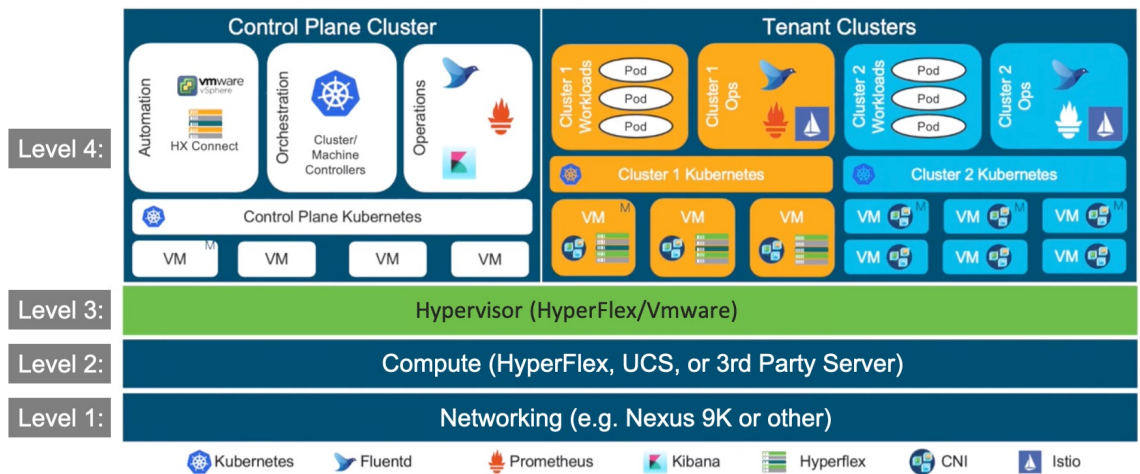 Control Plane Cluster
Tenant Clusters
Level 4:
Automation
vmware
vSphere
HX Connect
Orchestration
Cluster/
Machine
Controllers
Operations
Cluster 1
Workloads
Pod
Pod
Pod
Cluster 1
Ops
Cluster 2
Workloads
Pod
Pod
Pod
Cluster 2
Ops
Control Plane Kubernetes
Cluster 1 Kubernetes
Cluster 2 Kubernetes
VM M
VM
VM
VM
VM M
VM
VM
VM M
VM M
VM M
VM
VM
VM
Level 3:
Hypervisor (HyperFlex/Vmware)
Level 2:
Compute (HyperFlex, UCS, or 3rd Party Server)
Level 1:
Networking (e.g. Nexus 9K or other)
Kubernetes
Fluentd
Prometheus
Kibana
Hyperflex
CNI
Istio